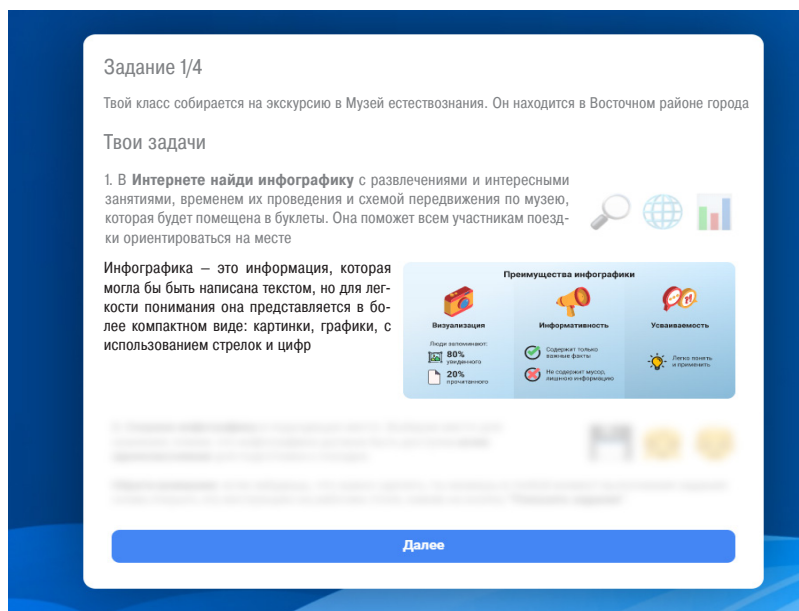 Задание 1/4
Твой класс собирается на экскурсию в Музей естествознания. Он находится в Восточном районе города
Твои задачи
1. В Интернете найди инфографику с развлечениями и интересными
занятиями, временем их проведения и схемой передвижения по музею,
которая будет помещена в буклеты. Она поможет всем участникам поезд-
ки ориентироваться на месте
Инфографика – это информация, которая
могла бы быть написана текстом, но для лег-
кости понимания она представляется в бо-
лее компактном виде: картинки, графики, с
использованием стрелок и цифр
Преимущества инфографики
Визуализация
Люди запоминают:
80%
увиденного
20%
прочитанного
Информативность
Содержит только
важные факты
Не содержит мусор,
лишнюю информацию
Усваиваемость
Легко понять
и применить
Далее